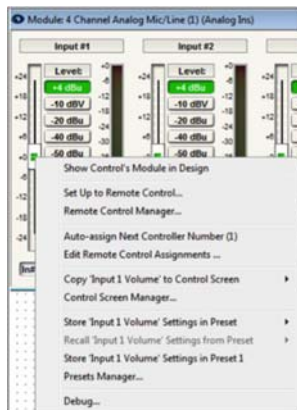 Module: 4 Channel Analog Mic/Line (1) (Analog Ins)
Input #1 Input #2
Level: Level:
+4 dBu +4 dBu
-10 dBV -10 dBV
-20 dBu -20 dBu
-40 dBu -40 dBu
-50 dBu -50 dBu
Show Control's Module in Design
Set Up to Remote Control...
Remote Control Manager...
Auto-assign Next Controller Number (1)
Edit Remote Control Assignments ...
Copy 'Input 1 Volume' to Control Screen
Control Screen Manager...
Store 'Input 1 Volume' Settings in Preset
Recall 'Input 1 Volume' Settings from Preset
Store 'Input 1 Volume' Settings in Preset 1
Presets Manager...
Debug...